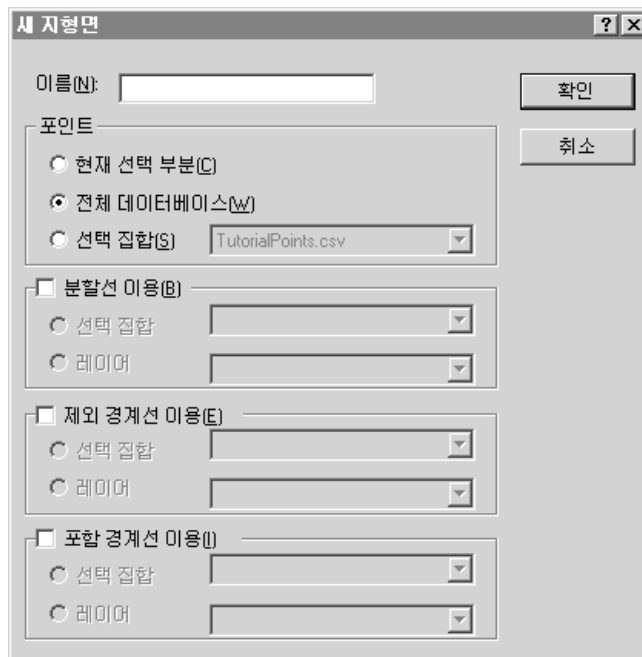 새 지형면
이름(N):
확인
취소
포인트
현재 선택 부분(C)
전체 데이터베이스(W)
선택 집합(S) TutorialPoints.csv
분할선 이용(B)
선택 집합
레이어
제외 경계선 이용(E)
선택 집합
레이어
포함 경계선 이용(I)
선택 집합
레이어